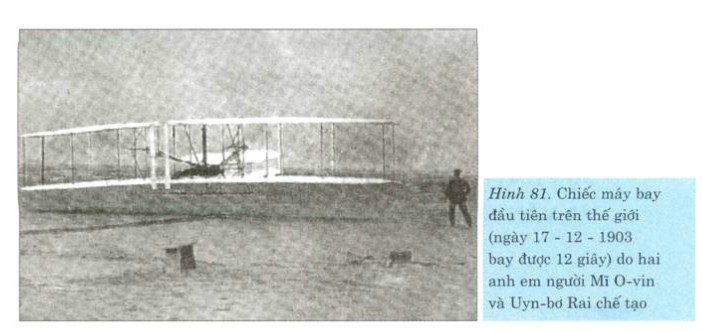 Hình 81. Chiếc máy bay
đầu tiên trên thế giới
(ngày 17 - 12 - 1903
bay được 12 giây) do hai
anh em người Mĩ O-vin
và Uyn-bơ Rai chế tạo